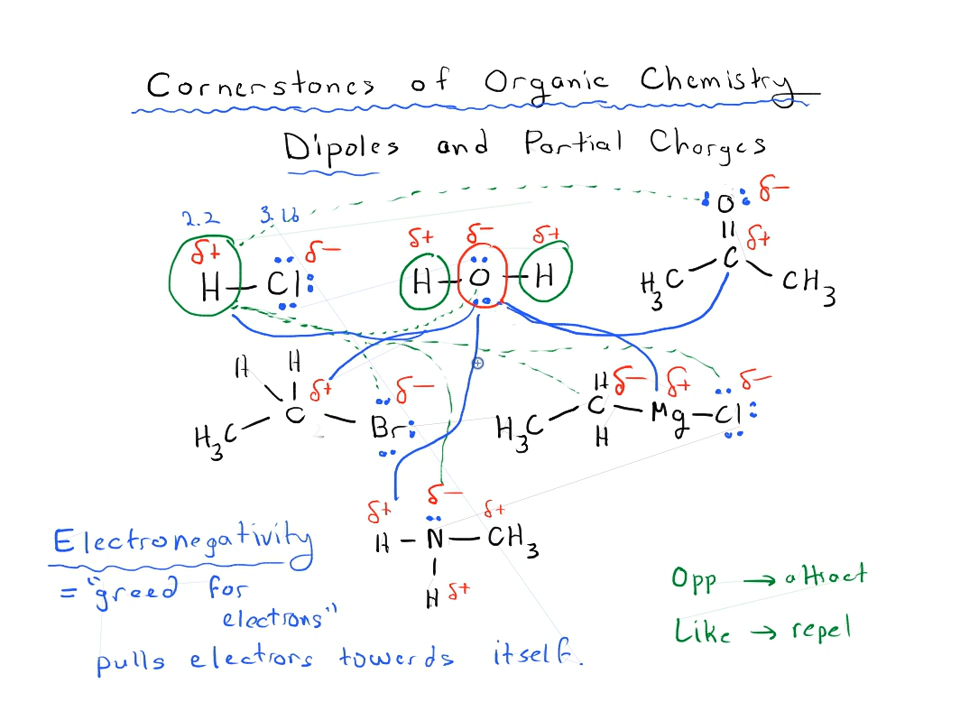 Cornerstones of Organic Chemistry
Dipoles and Partial Charges
2.2 3.16
δ+ δ−
H–Cl
δ+ δ− δ+
H–O–H
O δ−
C δ+
H₃C CH₃
H H
δ+ δ−
H₃C C Br
H δ− δ+ δ−
H₃C C Mg–Cl
H
δ+ δ− δ+
H–N–CH₃
H δ+
Electronegativity
= "greed for
electrons"
pulls electrons towards itself.
Opp → attract
Like → repel